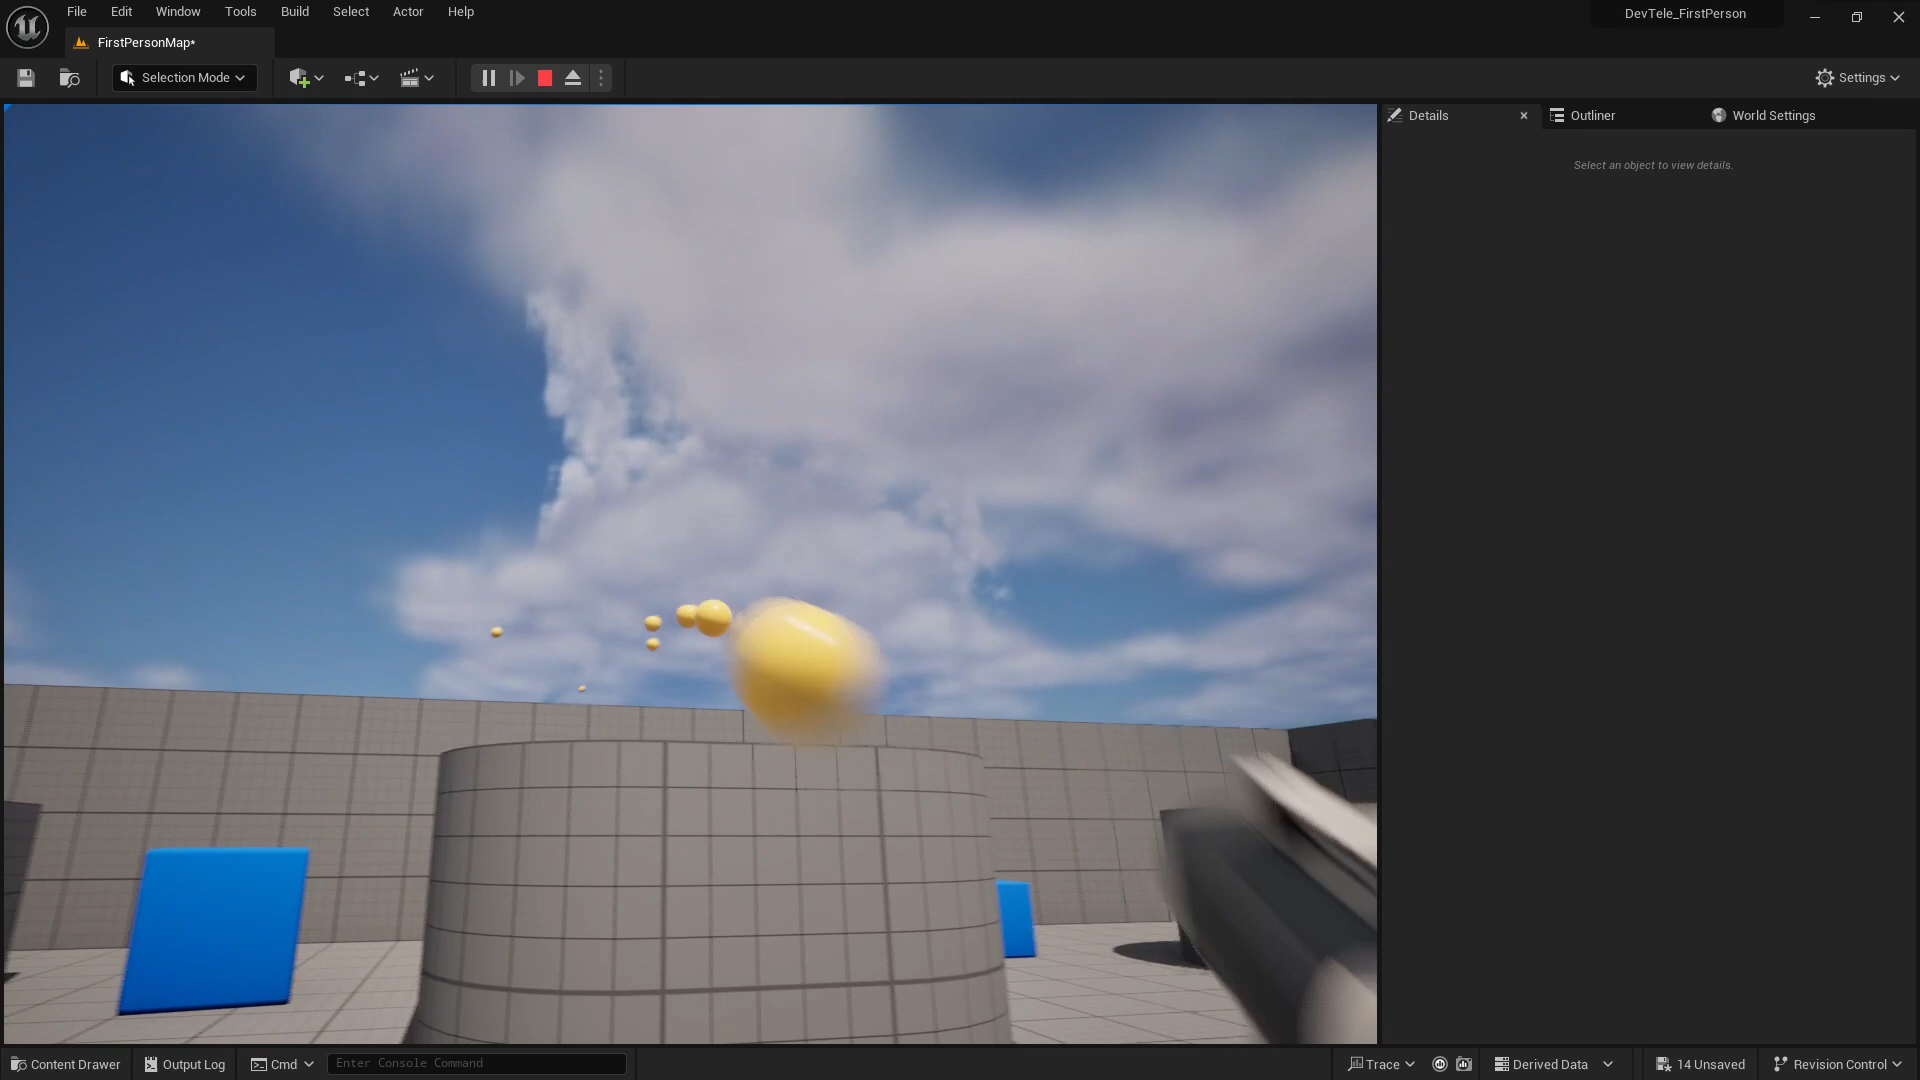 File Edit Window Tools Build Select Actor Help
DevTele_FirstPerson
FirstPersonMap*
Selection Mode
Settings
Details
Outliner
World Settings
Select an object to view details.
Content Drawer
Output Log
Cmd
Enter Console Command
Trace
Derived Data
14 Unsaved
Revision Control